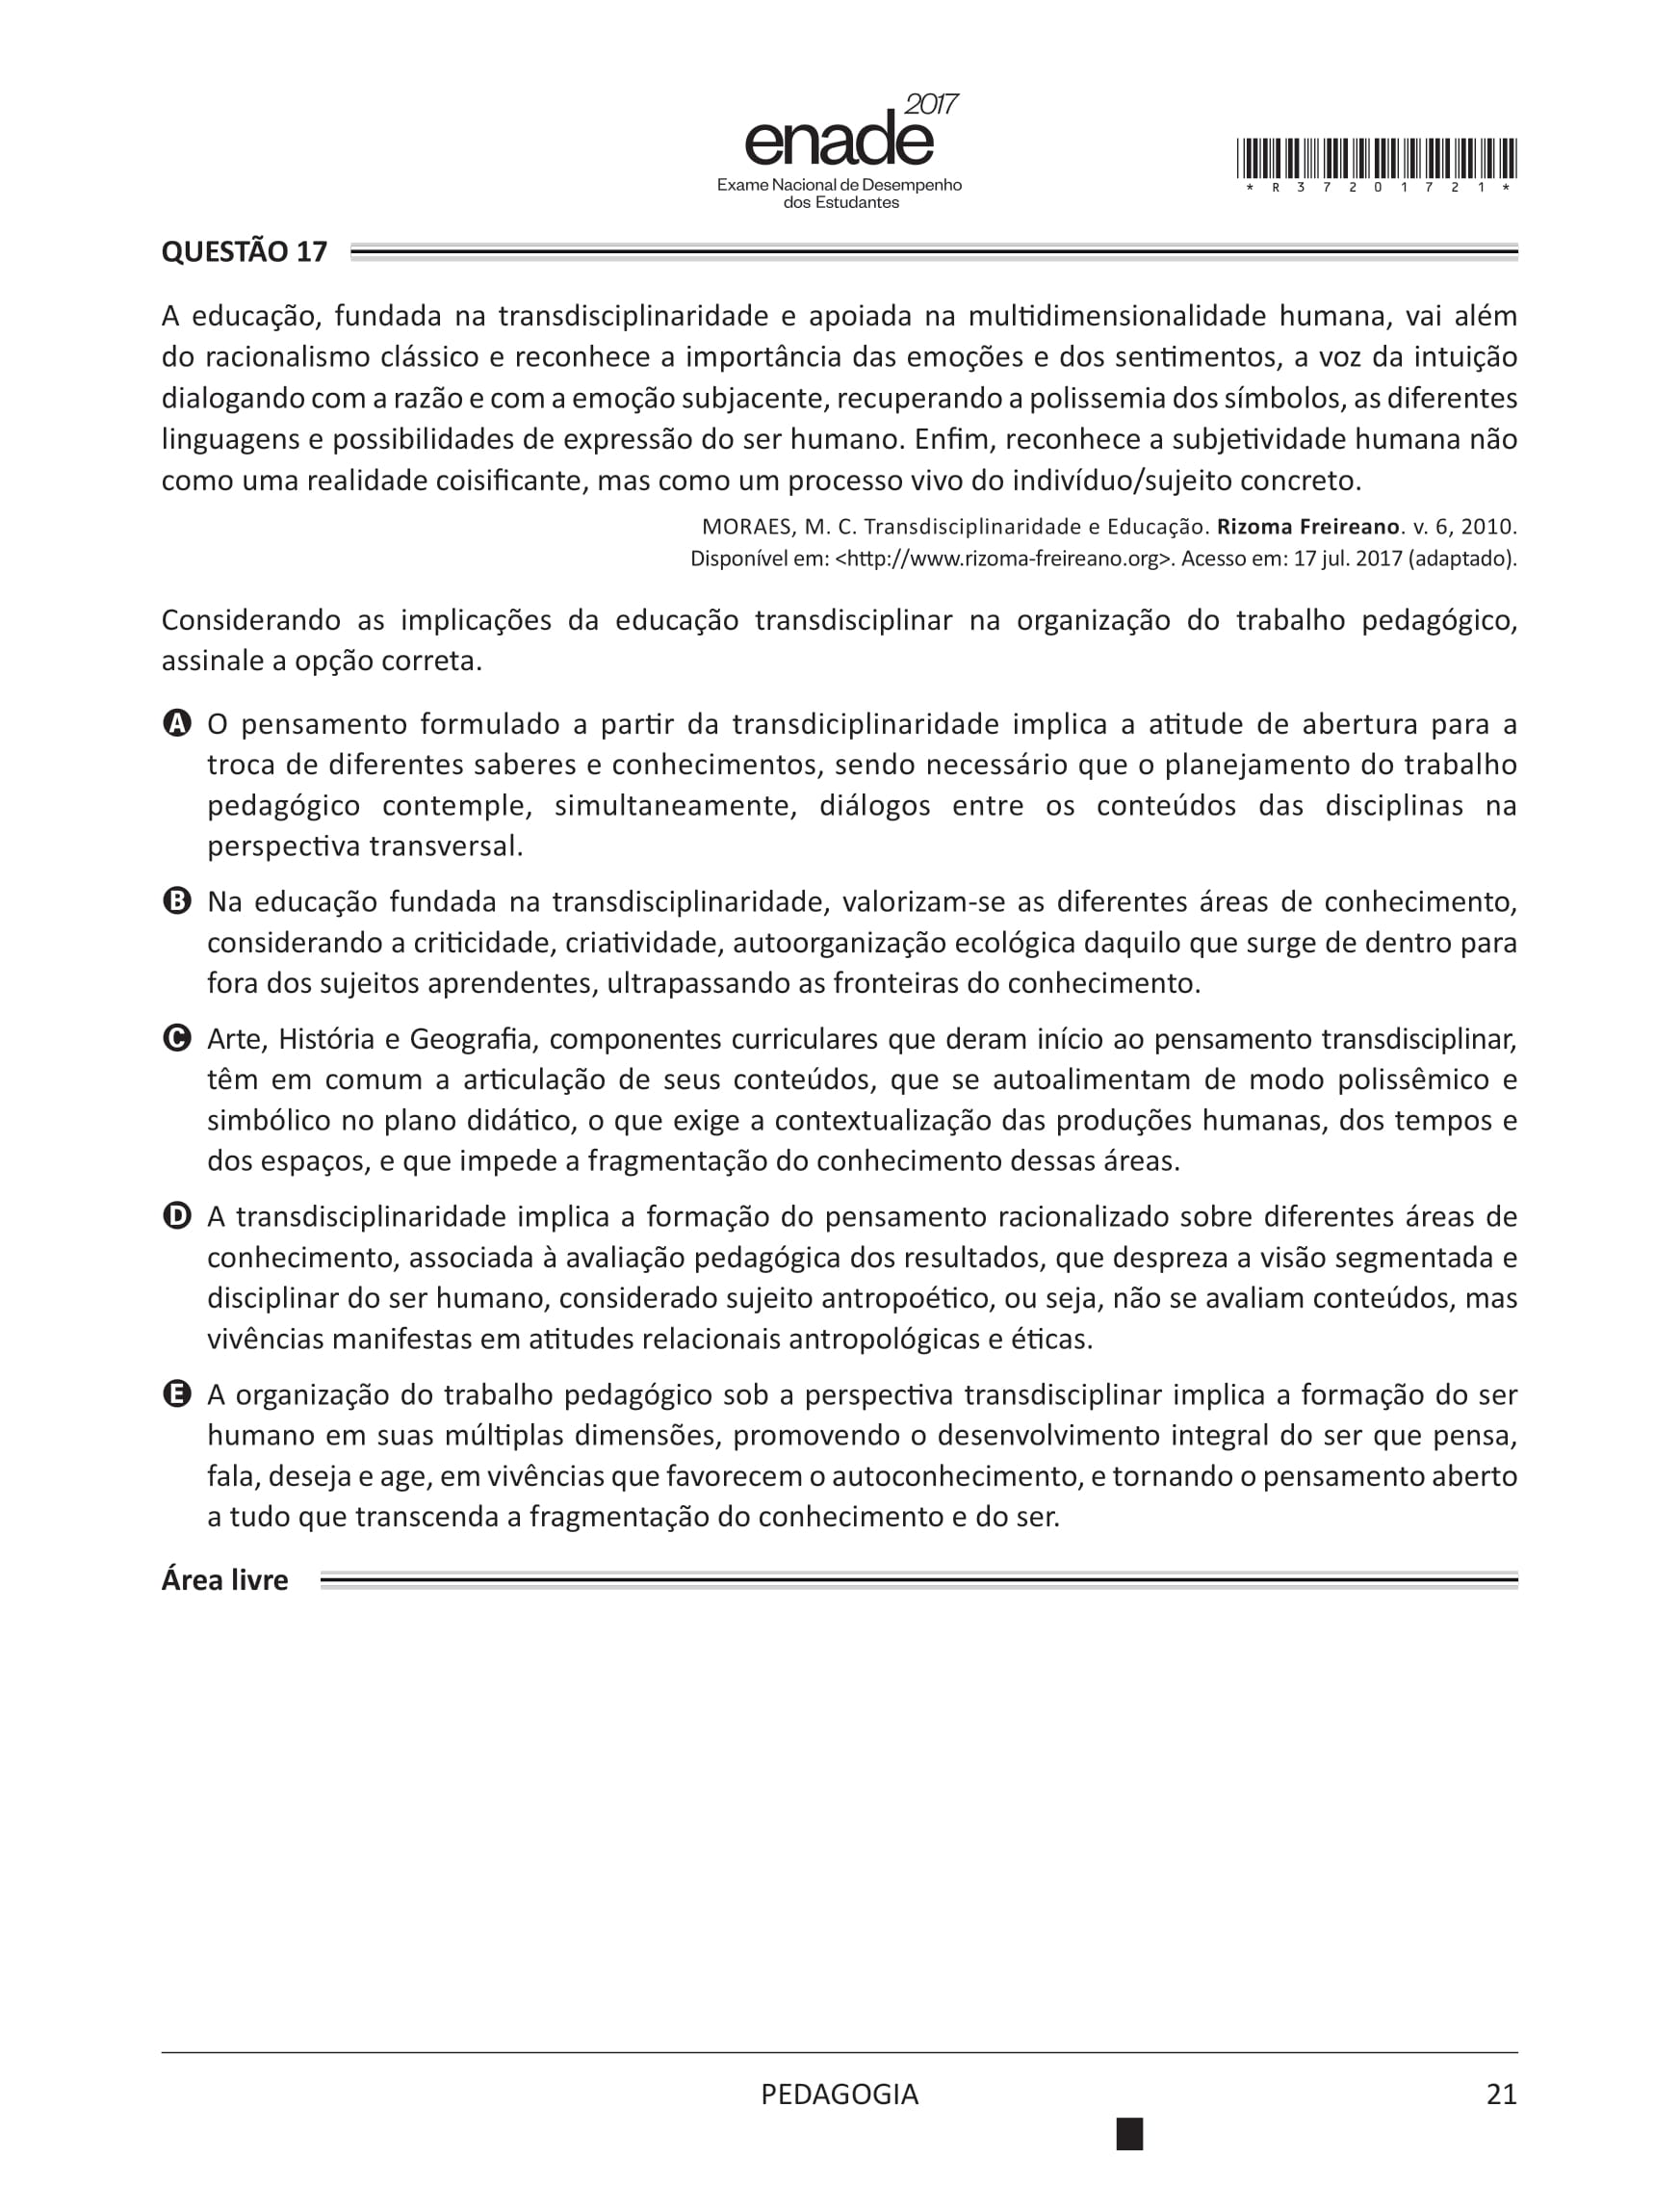 2017
enade
Exame Nacional de Desempenho
dos Estudantes
* R 3 7 2 0 1 7 2 1 *
QUESTÃO 17
A educação, fundada na transdisciplinaridade e apoiada na multidimensionalidade humana, vai além
do racionalismo clássico e reconhece a importância das emoções e dos sentimentos, a voz da intuição
dialogando com a razão e com a emoção subjacente, recuperando a polissemia dos símbolos, as diferentes
linguagens e possibilidades de expressão do ser humano. Enfim, reconhece a subjetividade humana não
como uma realidade coisificante, mas como um processo vivo do indivíduo/sujeito concreto.
MORAES, M. C. Transdisciplinaridade e Educação. Rizoma Freireano. v. 6, 2010.
Disponível em: <http://www.rizoma-freireano.org>. Acesso em: 17 jul. 2017 (adaptado).
Considerando as implicações da educação transdisciplinar na organização do trabalho pedagógico,
assinale a opção correta.
A O pensamento formulado a partir da transdiciplinaridade implica a atitude de abertura para a
troca de diferentes saberes e conhecimentos, sendo necessário que o planejamento do trabalho
pedagógico contemple, simultaneamente, diálogos entre os conteúdos das disciplinas na
perspectiva transversal.
B Na educação fundada na transdisciplinaridade, valorizam-se as diferentes áreas de conhecimento,
considerando a criticidade, criatividade, autoorganização ecológica daquilo que surge de dentro para
fora dos sujeitos aprendentes, ultrapassando as fronteiras do conhecimento.
C Arte, História e Geografia, componentes curriculares que deram início ao pensamento transdisciplinar,
têm em comum a articulação de seus conteúdos, que se autoalimentam de modo polissêmico e
simbólico no plano didático, o que exige a contextualização das produções humanas, dos tempos e
dos espaços, e que impede a fragmentação do conhecimento dessas áreas.
D A transdisciplinaridade implica a formação do pensamento racionalizado sobre diferentes áreas de
conhecimento, associada à avaliação pedagógica dos resultados, que despreza a visão segmentada e
disciplinar do ser humano, considerado sujeito antropoético, ou seja, não se avaliam conteúdos, mas
vivências manifestas em atitudes relacionais antropológicas e éticas.
E A organização do trabalho pedagógico sob a perspectiva transdisciplinar implica a formação do ser
humano em suas múltiplas dimensões, promovendo o desenvolvimento integral do ser que pensa,
fala, deseja e age, em vivências que favorecem o autoconhecimento, e tornando o pensamento aberto
a tudo que transcenda a fragmentação do conhecimento e do ser.
Área livre
PEDAGOGIA
21